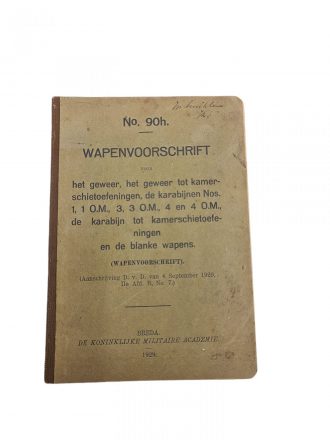 No. 90h.
WAPENVOORSCHRIFT
VOOR
het geweer, het geweer tot kamer-
schietoefeningen, de karabijnen Nos.
1, 1 O.M., 3, 3 O.M., 4 en 4 O.M.,
de karabijn tot kamerschietoefe-
ningen
en de blanke wapens.
(WAPENVOORSCHRIFT).
(Aanschrijving D. v. D. van 4 September 1929,
IIe Afd. B, No 7.)
BREDA.
DE KONINKLIJKE MILITAIRE ACADEMIE.
1929.